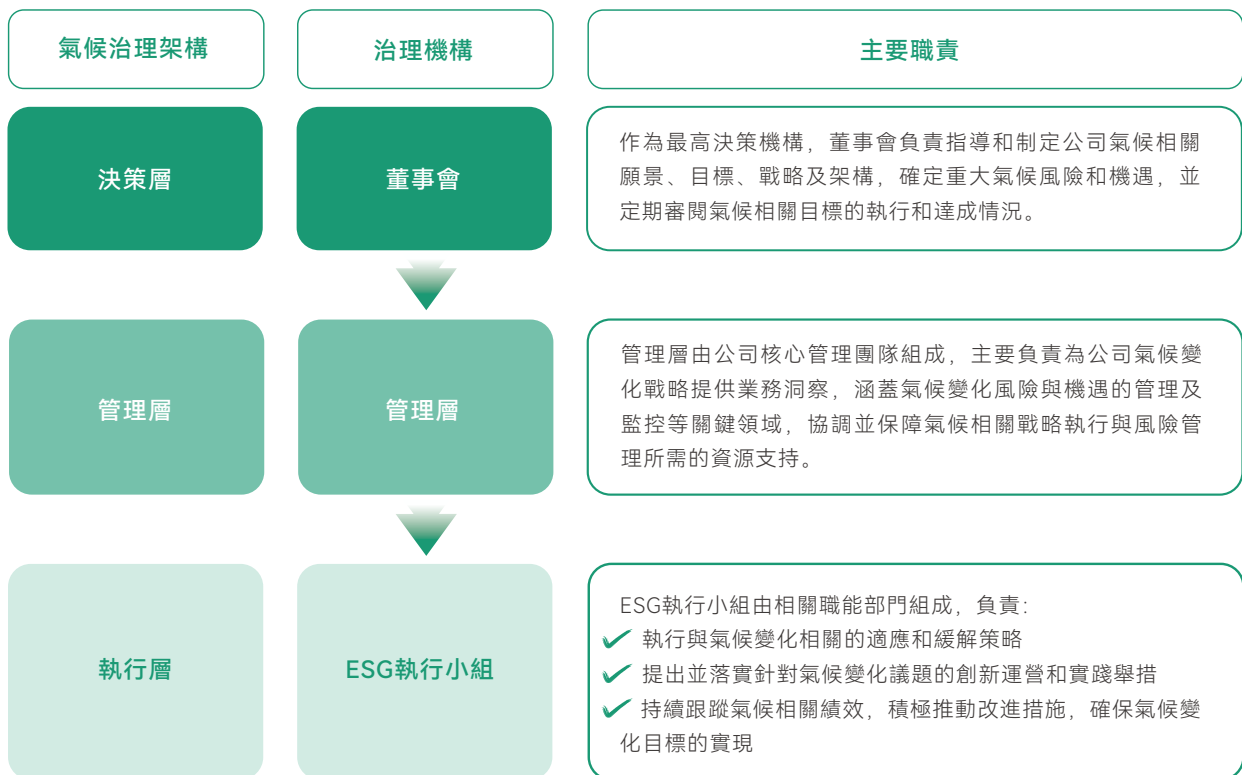 氣候治理架構
治理機構
主要職責
決策層
董事會
作為最高決策機構，董事會負責指導和制定公司氣候相關
願景、目標、戰略及架構，確定重大氣候風險和機遇，並
定期審閱氣候相關目標的執行和達成情況。
管理層
管理層
管理層由公司核心管理團隊組成，主要負責為公司氣候變
化戰略提供業務洞察，涵蓋氣候變化風險與機遇的管理及
監控等關鍵領域，協調並保障氣候相關戰略執行與風險管
理所需的資源支持。
執行層
ESG執行小組
ESG執行小組由相關職能部門組成，負責：
執行與氣候變化相關的適應和緩解策略
提出並落實針對氣候變化議題的創新運營和實踐舉措
持續跟蹤氣候相關績效，積極推動改進措施，確保氣候變
化目標的實現